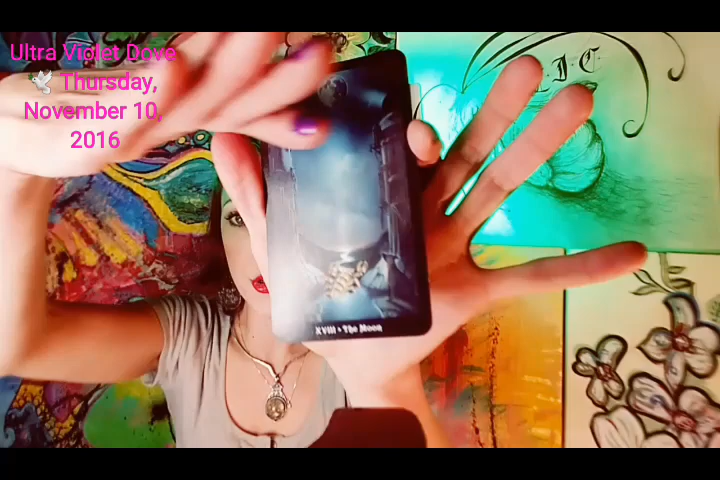 Ultra Violet Dove
🕊 Thursday,
November 10,
2016
I C
XVIII • The Moon